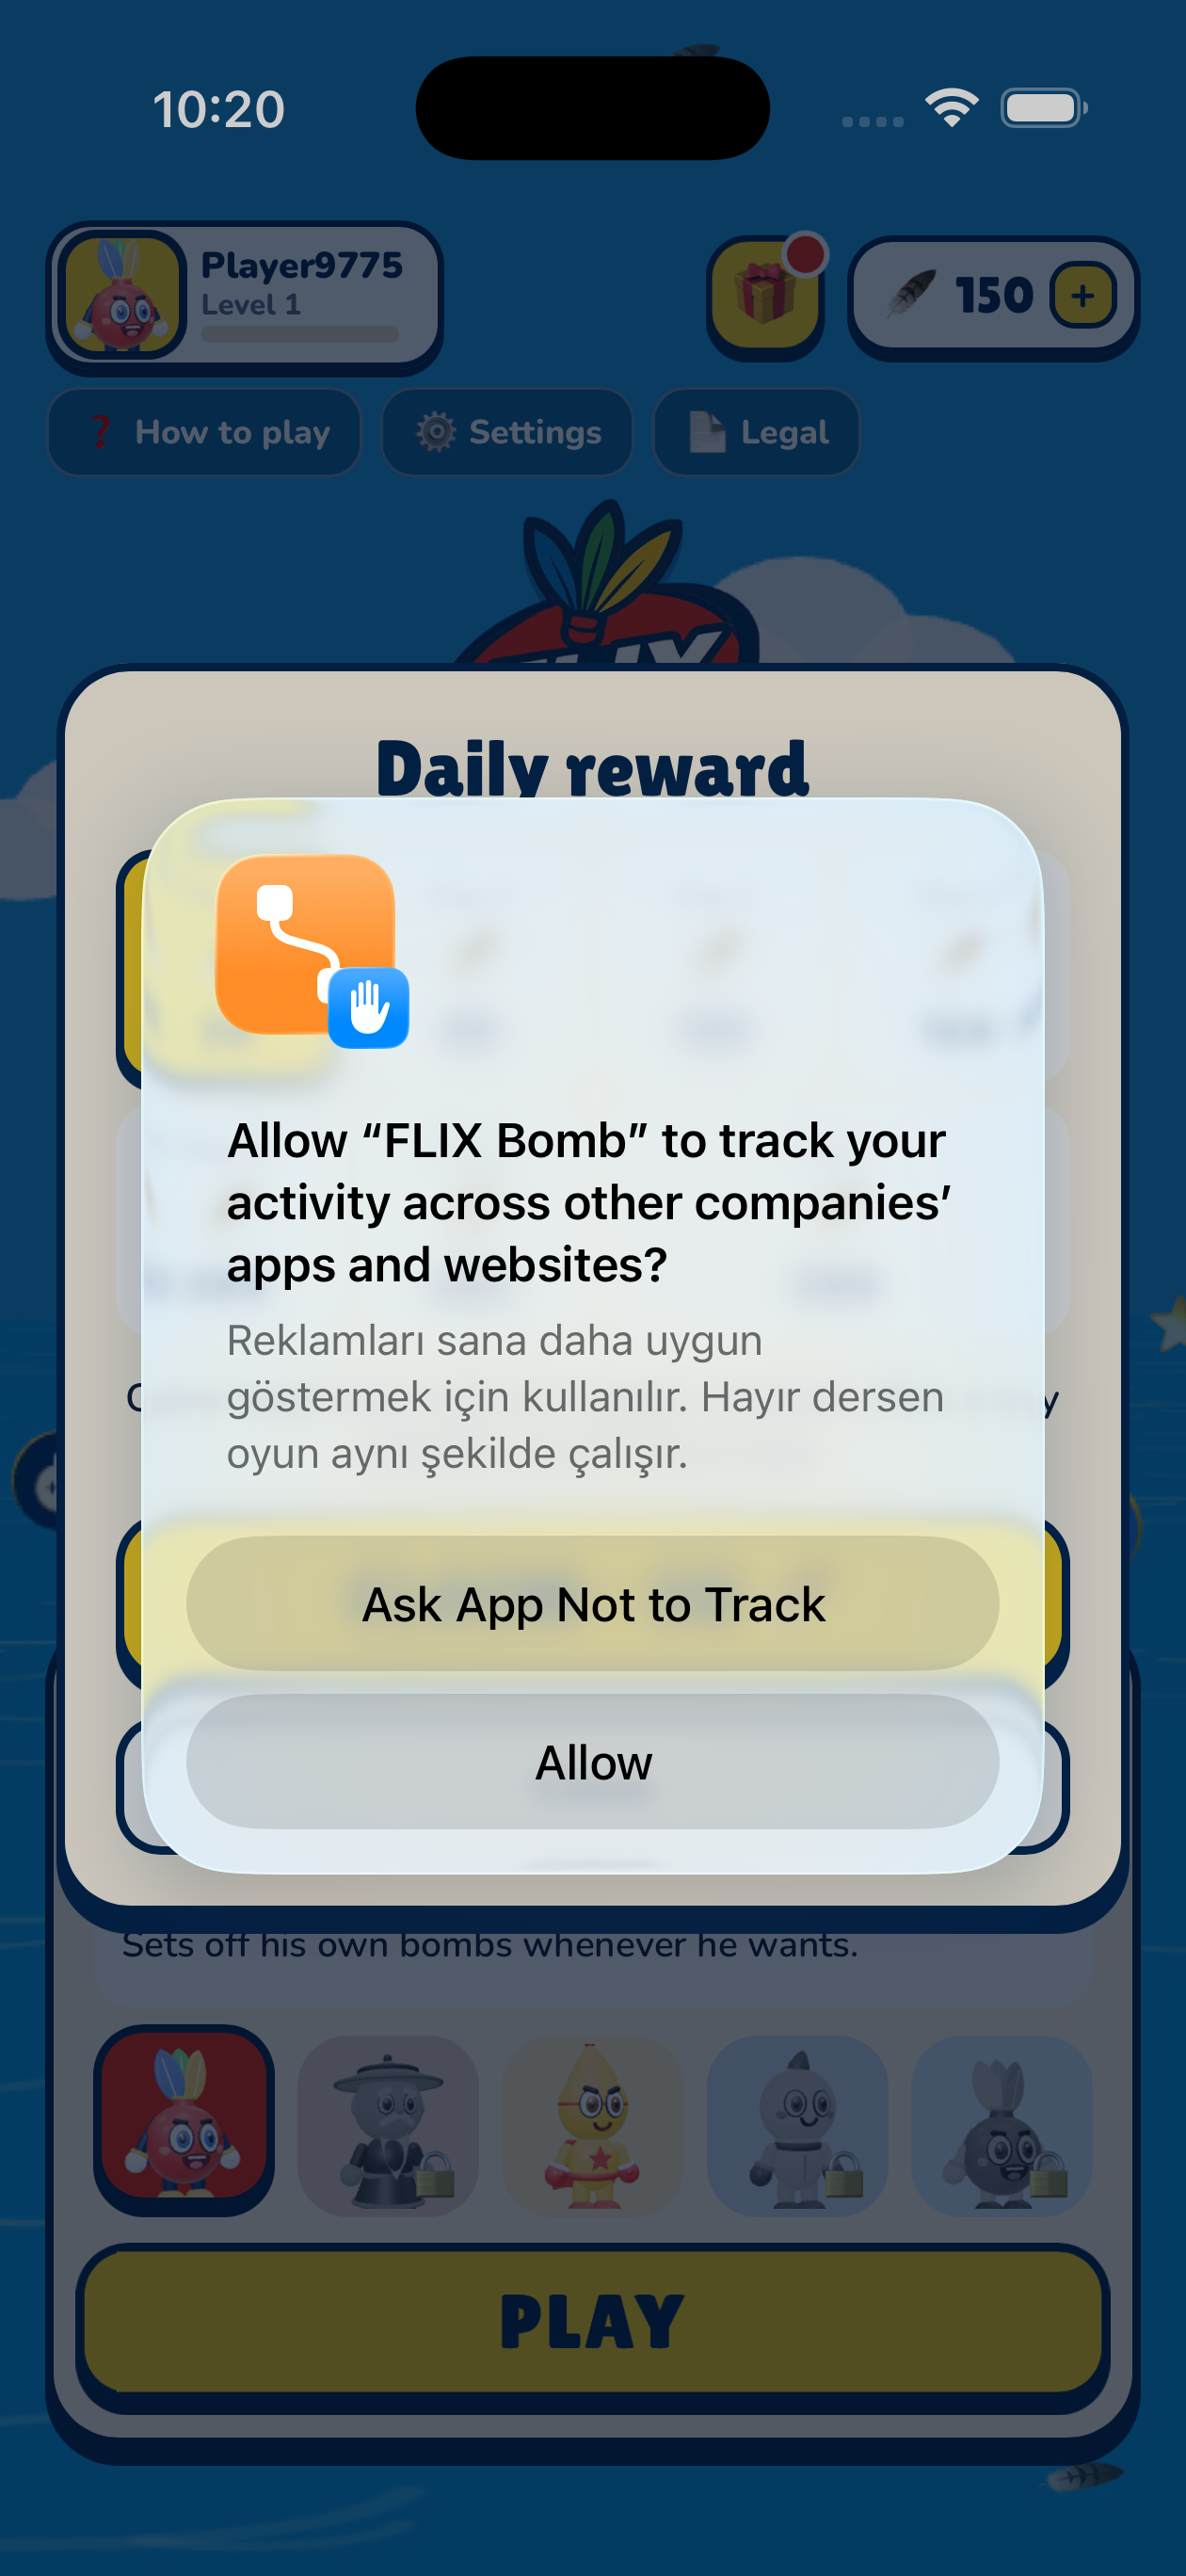 10:20
Player9775
Level 1
150 +
❓ How to play
Settings
Legal
Daily reward
Allow “FLIX Bomb” to track your
activity across other companies’
apps and websites?
Reklamları sana daha uygun
göstermek için kullanılır. Hayır dersen
oyun aynı şekilde çalışır.
Ask App Not to Track
Allow
Sets off his own bombs whenever he wants.
PLAY